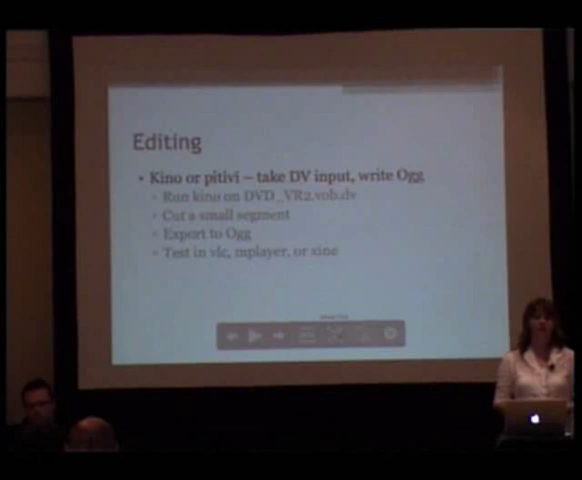 Editing
• Kino or pitivi – take DV input, write Ogg
• Run kino on DVD_VR2.vob.dv
• Cut a small segment
• Export to Ogg
• Test in vlc, mplayer, or xine